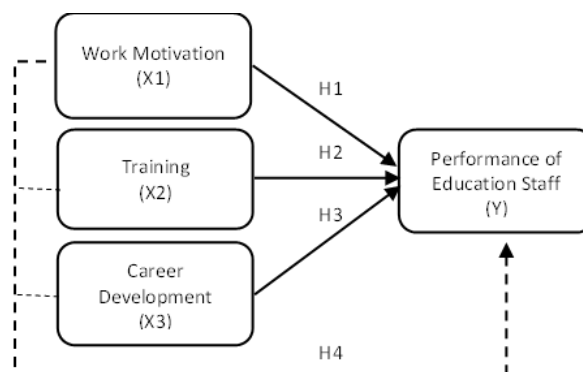 Work Motivation
(X1)
H1
Training
(X2)
H2
Performance of
Education Staff
(Y)
H3
Career
Development
(X3)
H4